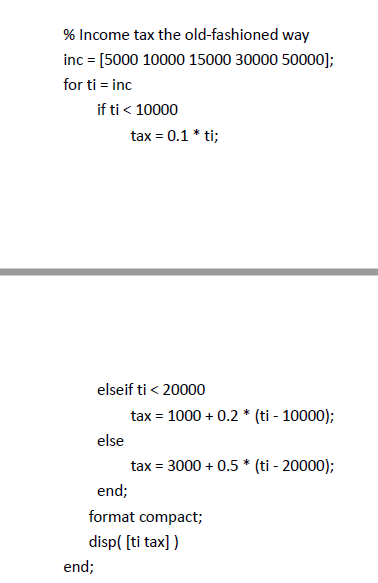 % Income tax the old-fashioned way
inc = [5000 10000 15000 30000 50000];
for ti = inc
if ti < 10000
tax = 0.1 * ti;
elseif ti < 20000
tax = 1000 + 0.2 * (ti - 10000);
else
tax = 3000 + 0.5 * (ti - 20000);
end;
format compact;
disp( [ti tax] )
end;